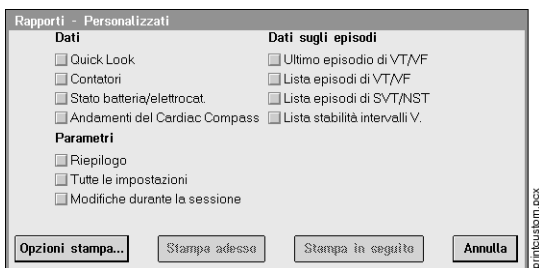 Rapporti - Personalizzati
Dati
Quick Look
Contatori
Stato batteria/elettrocat.
Andamenti del Cardiac Compass
Parametri
Riepilogo
Tutte le impostazioni
Modifiche durante la sessione
Dati sugli episodi
Ultimo episodio di VT/VF
Lista episodi di VT/VF
Lista episodi di SVT/NST
Lista stabilità intervalli V.
Opzioni stampa...
Stampa adesso
Stampa in seguito
Annulla
printcustom.pcx